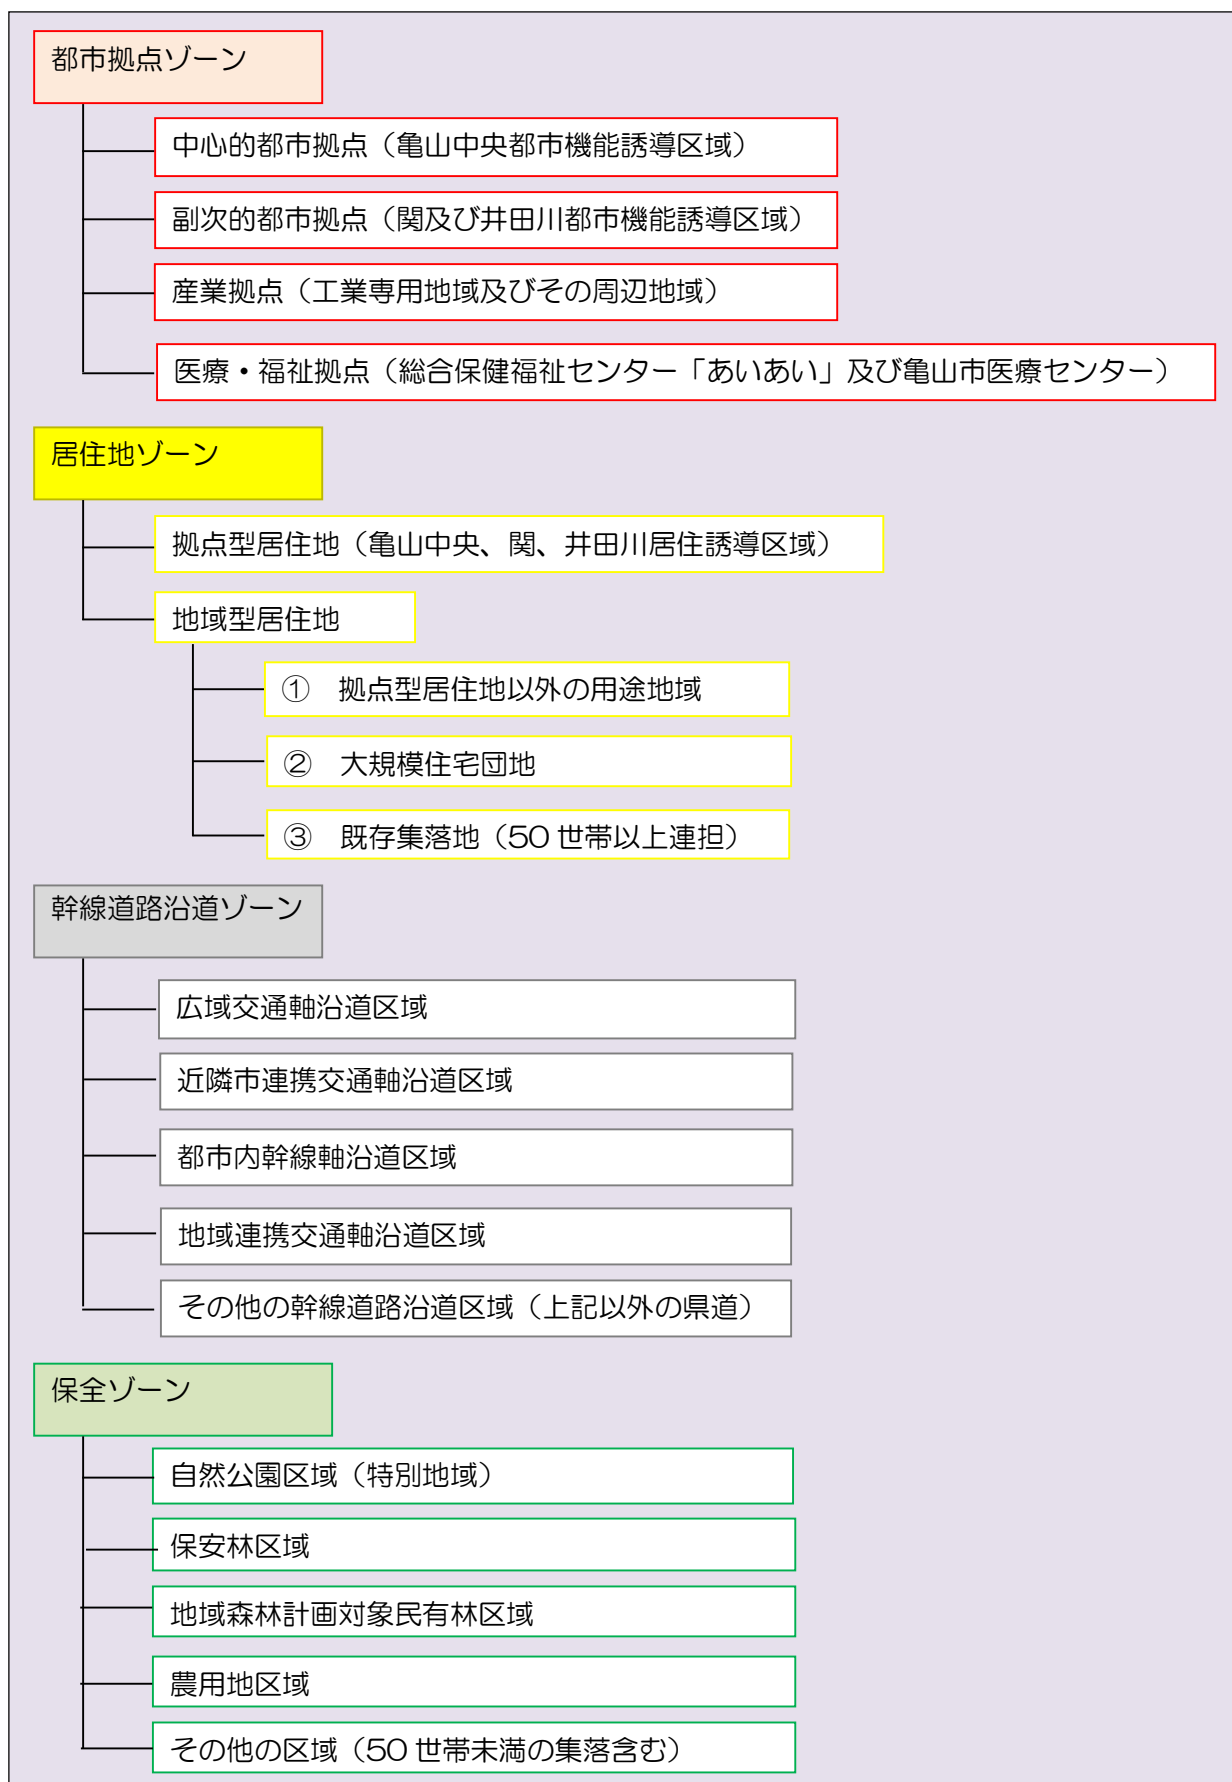 都市拠点ゾーン
中心的都市拠点（亀山中央都市機能誘導区域）
副次的都市拠点（関及び井田川都市機能誘導区域）
産業拠点（工業専用地域及びその周辺地域）
医療・福祉拠点（総合保健福祉センター「あいあい」及び亀山市医療センター）
居住地ゾーン
拠点型居住地（亀山中央、関、井田川居住誘導区域）
地域型居住地
①　拠点型居住地以外の用途地域
②　大規模住宅団地
③　既存集落地（50 世帯以上連担）
幹線道路沿道ゾーン
広域交通軸沿道区域
近隣市連携交通軸沿道区域
都市内幹線軸沿道区域
地域連携交通軸沿道区域
その他の幹線道路沿道区域（上記以外の県道）
保全ゾーン
自然公園区域（特別地域）
保安林区域
地域森林計画対象民有林区域
農用地区域
その他の区域（50 世帯未満の集落含む）